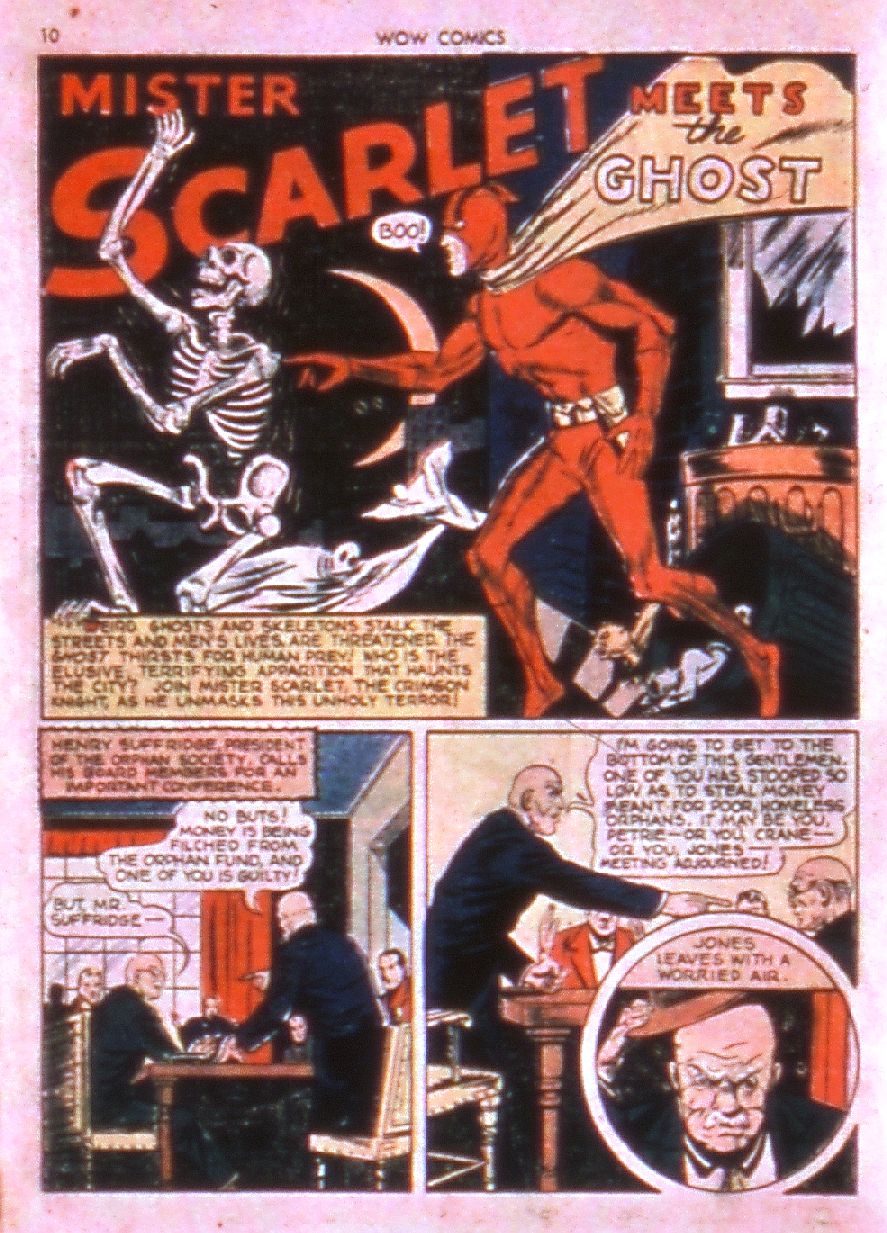 10
WOW COMICS
MISTER
SCARLET
MEETS
the
GHOST
BOO!
WEIRD GHOSTS AND SKELETONS STALK THE
STREETS AND MEN'S LIVES ARE THREATENED. THE
GHOST THIRSTS FOR HUMAN PREY! WHO IS THE
ELUSIVE, TERRIFYING APPARITION THAT HAUNTS
THE CITY? JOIN MISTER SCARLET, THE CRIMSON
KNIGHT, AS HE UNMASKS THIS UNHOLY TERROR!
HENRY SUFFRIDGE, PRESIDENT
OF THE ORPHAN SOCIETY, CALLS
HIS BOARD MEMBERS FOR AN
IMPORTANT CONFERENCE.
NO BUTS!
MONEY IS BEING
FILCHED FROM
THE ORPHAN FUND, AND
ONE OF YOU IS GUILTY!
BUT, MR.
SUFFRIDGE—
I'M GOING TO GET TO THE
BOTTOM OF THIS, GENTLEMEN.
ONE OF YOU HAS STOOPED SO
LOW AS TO STEAL MONEY
MEANT FOR POOR, HOMELESS
ORPHANS. IT MAY BE YOU,
PETRIE—OR YOU, CRANE—
OR YOU, JONES—
MEETING ADJOURNED!
JONES
LEAVES WITH A
WORRIED AIR.